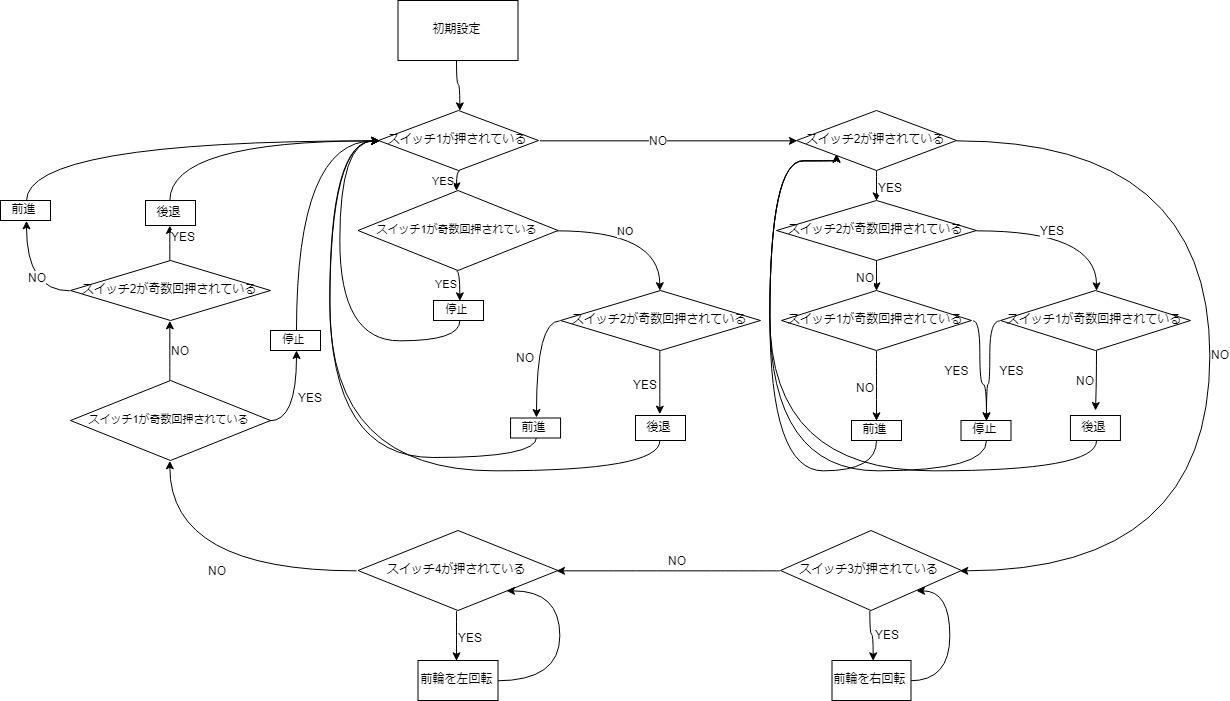 初期設定
スイッチ1が押されている
NO
スイッチ2が押されている
YES
YES
前進
後退
スイッチ1が奇数回押されている
NO
スイッチ2が奇数回押されている
YES
YES
NO
スイッチ2が奇数回押されている
YES
NO
停止
スイッチ2が奇数回押されている
スイッチ1が奇数回押されている
スイッチ1が奇数回押されている
停止
NO
NO
YES
YES
NO
YES
NO
NO
YES
スイッチ1が奇数回押されている
前進
後退
前進
停止
後退
NO
NO
スイッチ4が押されている
スイッチ3が押されている
YES
YES
前輪を左回転
前輪を右回転